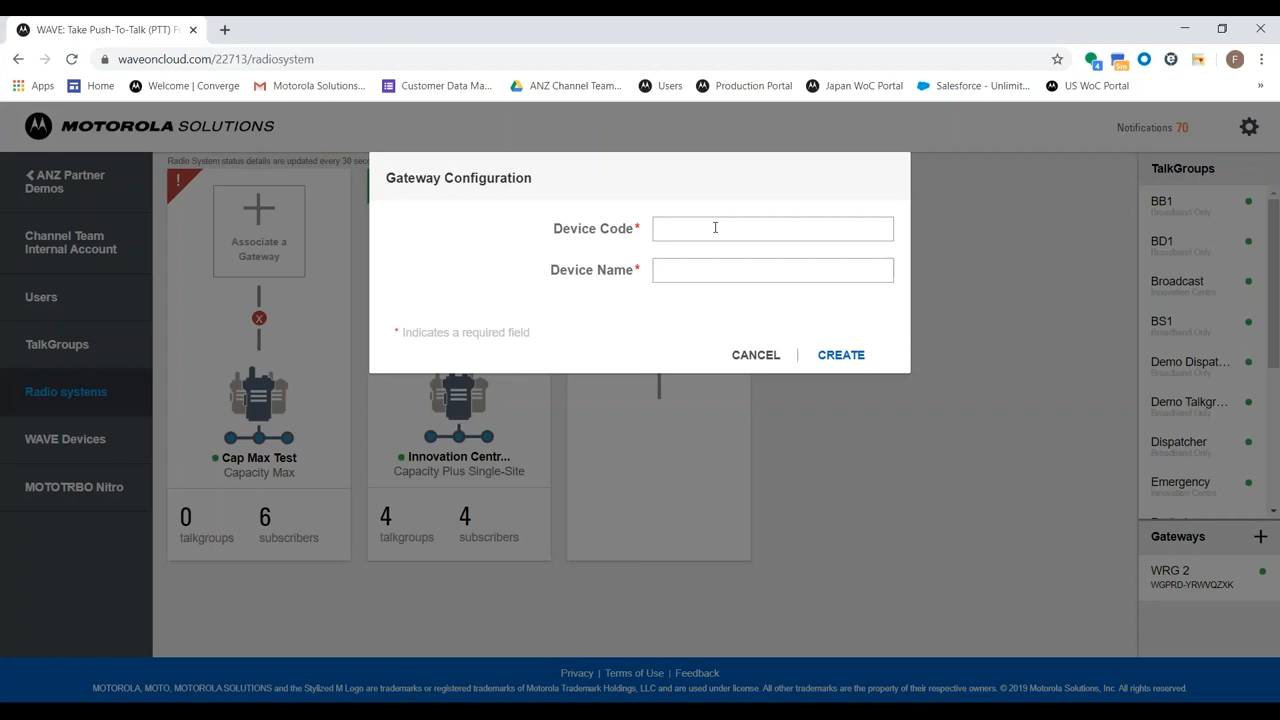 WAVE: Take Push-To-Talk (PTT) F
waveoncloud.com/22713/radiosystem
Apps
Home
Welcome | Converge
Motorola Solutions...
Customer Data Ma...
ANZ Channel Team...
Users
Production Portal
Japan WoC Portal
Salesforce - Unlimit...
US WoC Portal
»
4
5m
F
MOTOROLA SOLUTIONS
Notifications 70
ANZ Partner
Demos
Channel Team
Internal Account
Users
TalkGroups
Radio systems
WAVE Devices
MOTOTRBO Nitro
Radio System status details are updated every 30 sec
!
Associate a
Gateway
X
Cap Max Test
Capacity Max
0
talkgroups
6
subscribers
Innovation Centr...
Capacity Plus Single-Site
4
talkgroups
4
subscribers
Gateway Configuration
Device Code*
Device Name*
* Indicates a required field
CANCEL | CREATE
TalkGroups
BB1
Broadband Only
BD1
Broadband Only
Broadcast
Innovation Centre
BS1
Broadband Only
Demo Dispat...
Broadband Only
Demo Talkgr...
Broadband Only
Dispatcher
Broadband Only
Emergency
Innovation Centre
Gateways
WRG 2
WGPRD-YRWVQZXK
Privacy | Terms of Use | Feedback
MOTOROLA, MOTO, MOTOROLA SOLUTIONS and the Stylized M Logo are trademarks or registered trademarks of Motorola Trademark Holdings, LLC and are used under license. All other trademarks are the property of their respective owners. © 2019 Motorola Solutions, Inc. All rights reserved.